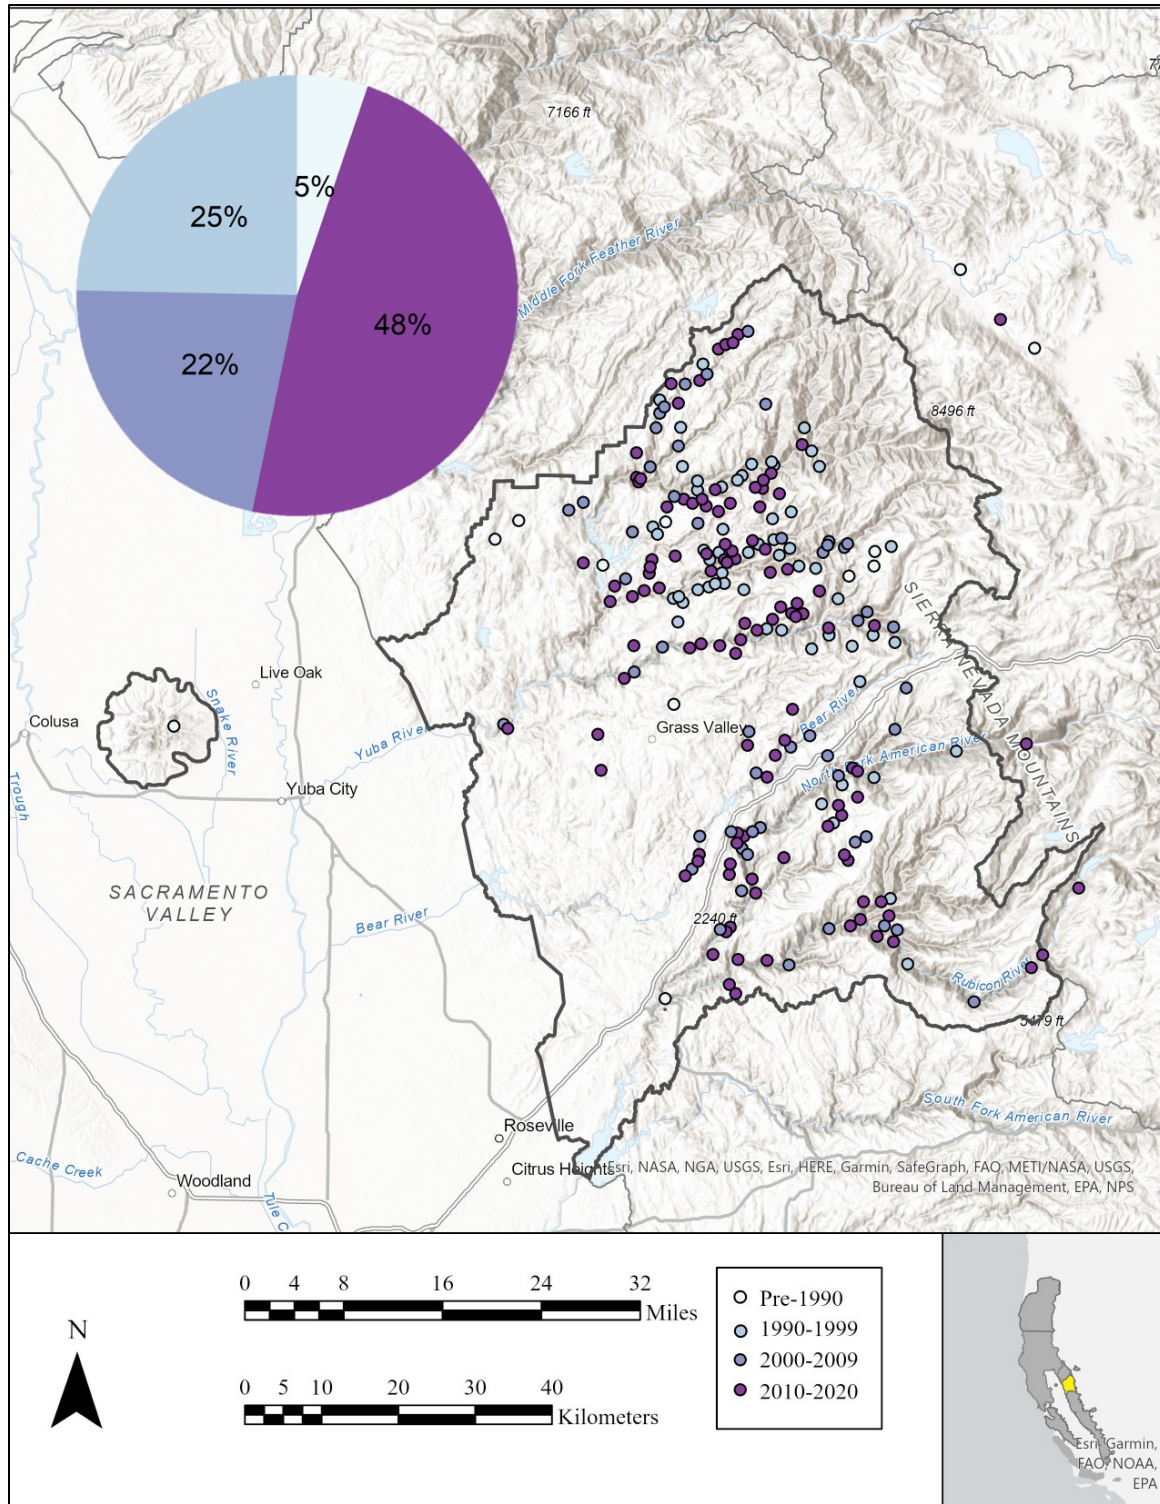 77
7166 ft
5%
25%
48%
22%
Middle Fork Feather River
8496 ft
SIERRA NEVADA MOUNTAINS
Live Oak
Snake River
Colusa
Grass Valley
Bear River
Yuba River
North Fork American River
Trough
Yuba City
SACRAMENTO
VALLEY
Bear River
2240 ft
Rubicon River
5479 ft
South Fork American River
Roseville
Cache Creek
Citrus Heights
Esri, NASA, NGA, USGS, Esri, HERE, Garmin, SafeGraph, FAO, METI/NASA, USGS,
Bureau of Land Management, EPA, NPS
Woodland
Tule C
0 4 8 16 24 32
Miles
N
0 5 10 20 30 40
Kilometers
Pre-1990
1990-1999
2000-2009
2010-2020
Esri, Garmin,
FAO, NOAA,
EPA